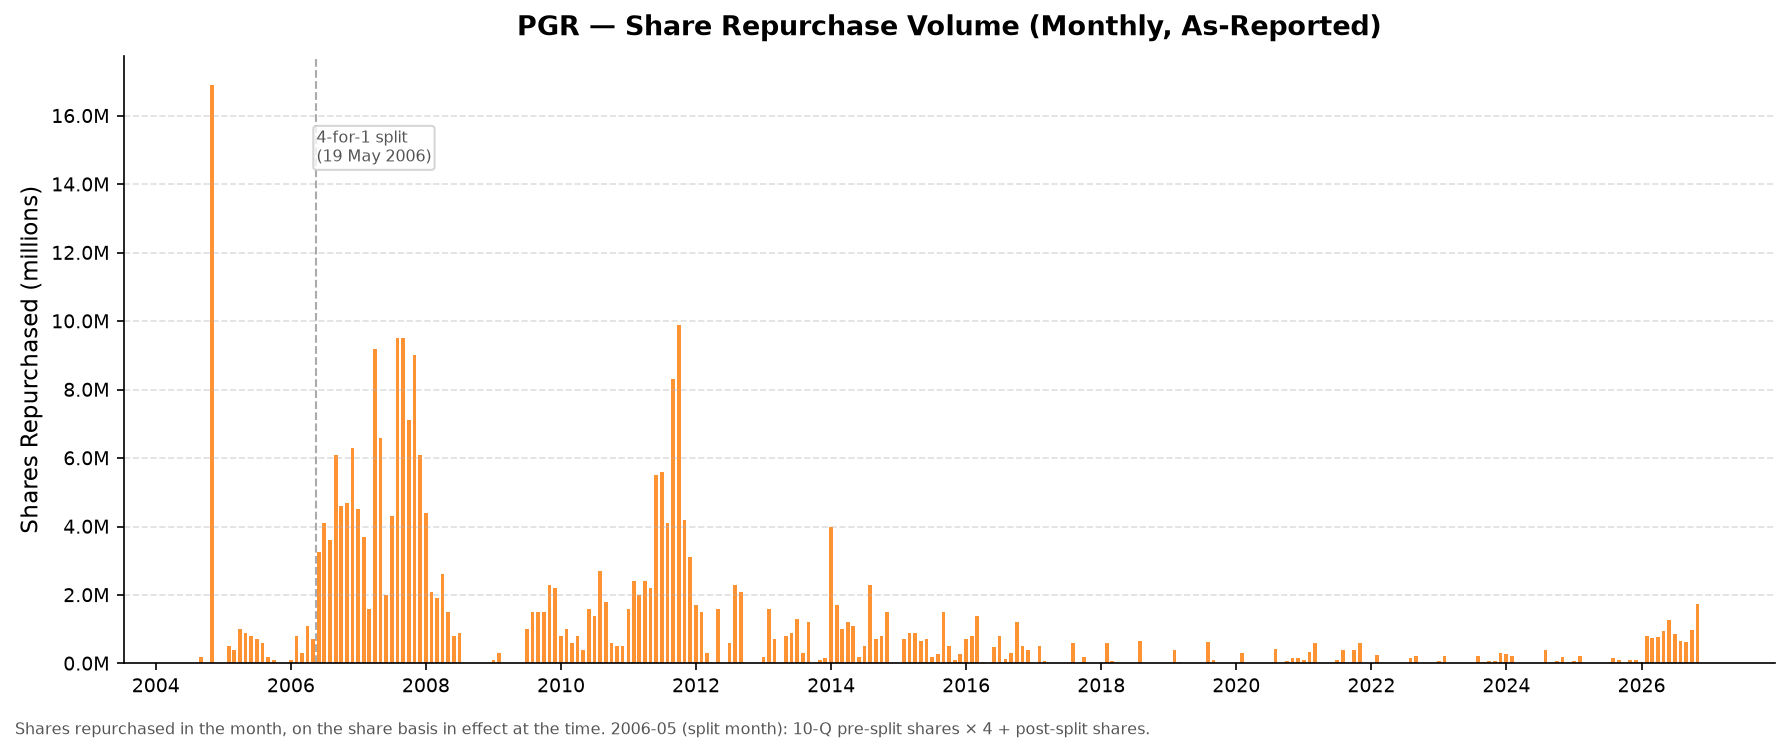 PGR — Share Repurchase Volume (Monthly, As-Reported)
Shares Repurchased (millions)
16.0M
14.0M
12.0M
10.0M
8.0M
6.0M
4.0M
2.0M
0.0M
4-for-1 split
(19 May 2006)
2004 2006 2008 2010 2012 2014 2016 2018 2020 2022 2024 2026
Shares repurchased in the month, on the share basis in effect at the time. 2006-05 (split month): 10-Q pre-split shares × 4 + post-split shares.